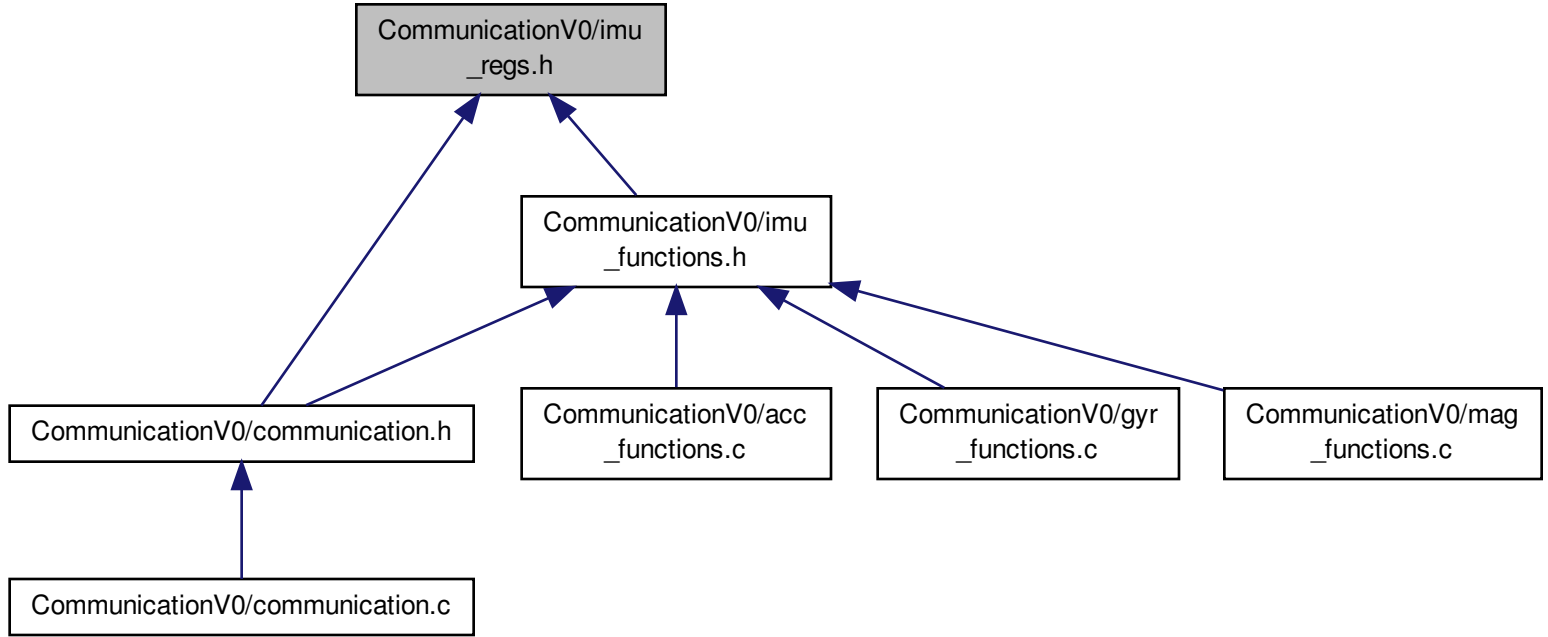 CommunicationV0/imu
_regs.h
CommunicationV0/imu
_functions.h
CommunicationV0/communication.h
CommunicationV0/acc
_functions.c
CommunicationV0/gyr
_functions.c
CommunicationV0/mag
_functions.c
CommunicationV0/communication.c